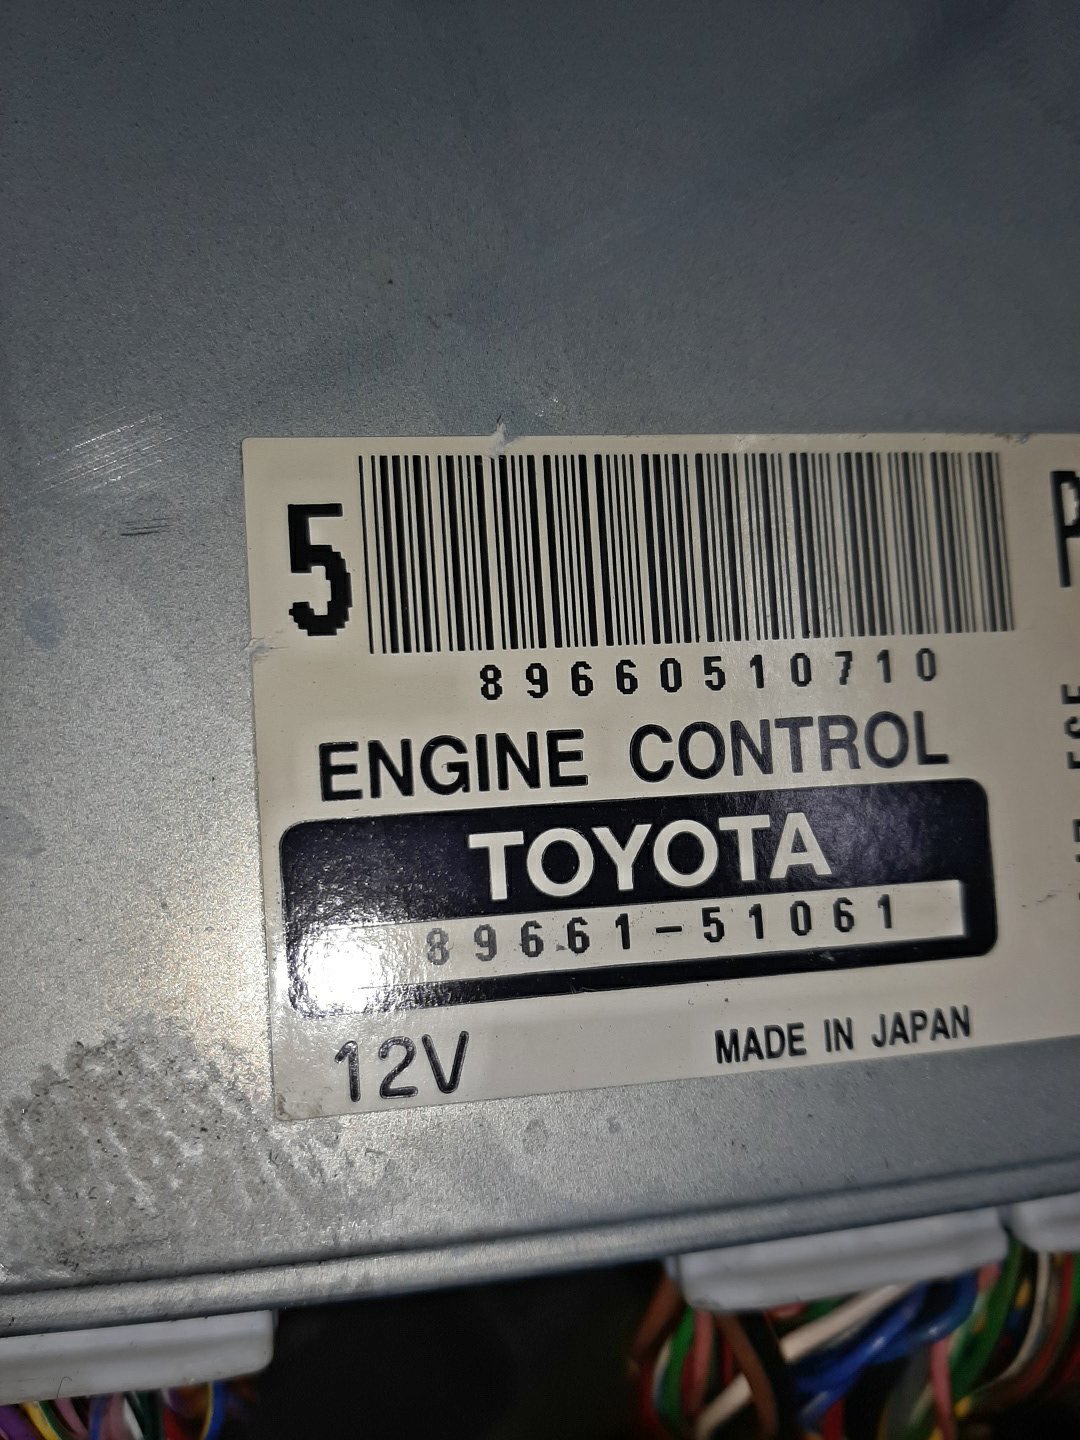 5
89660510710
ENGINE CONTROL
TOYOTA
89661-51061
12V
MADE IN JAPAN